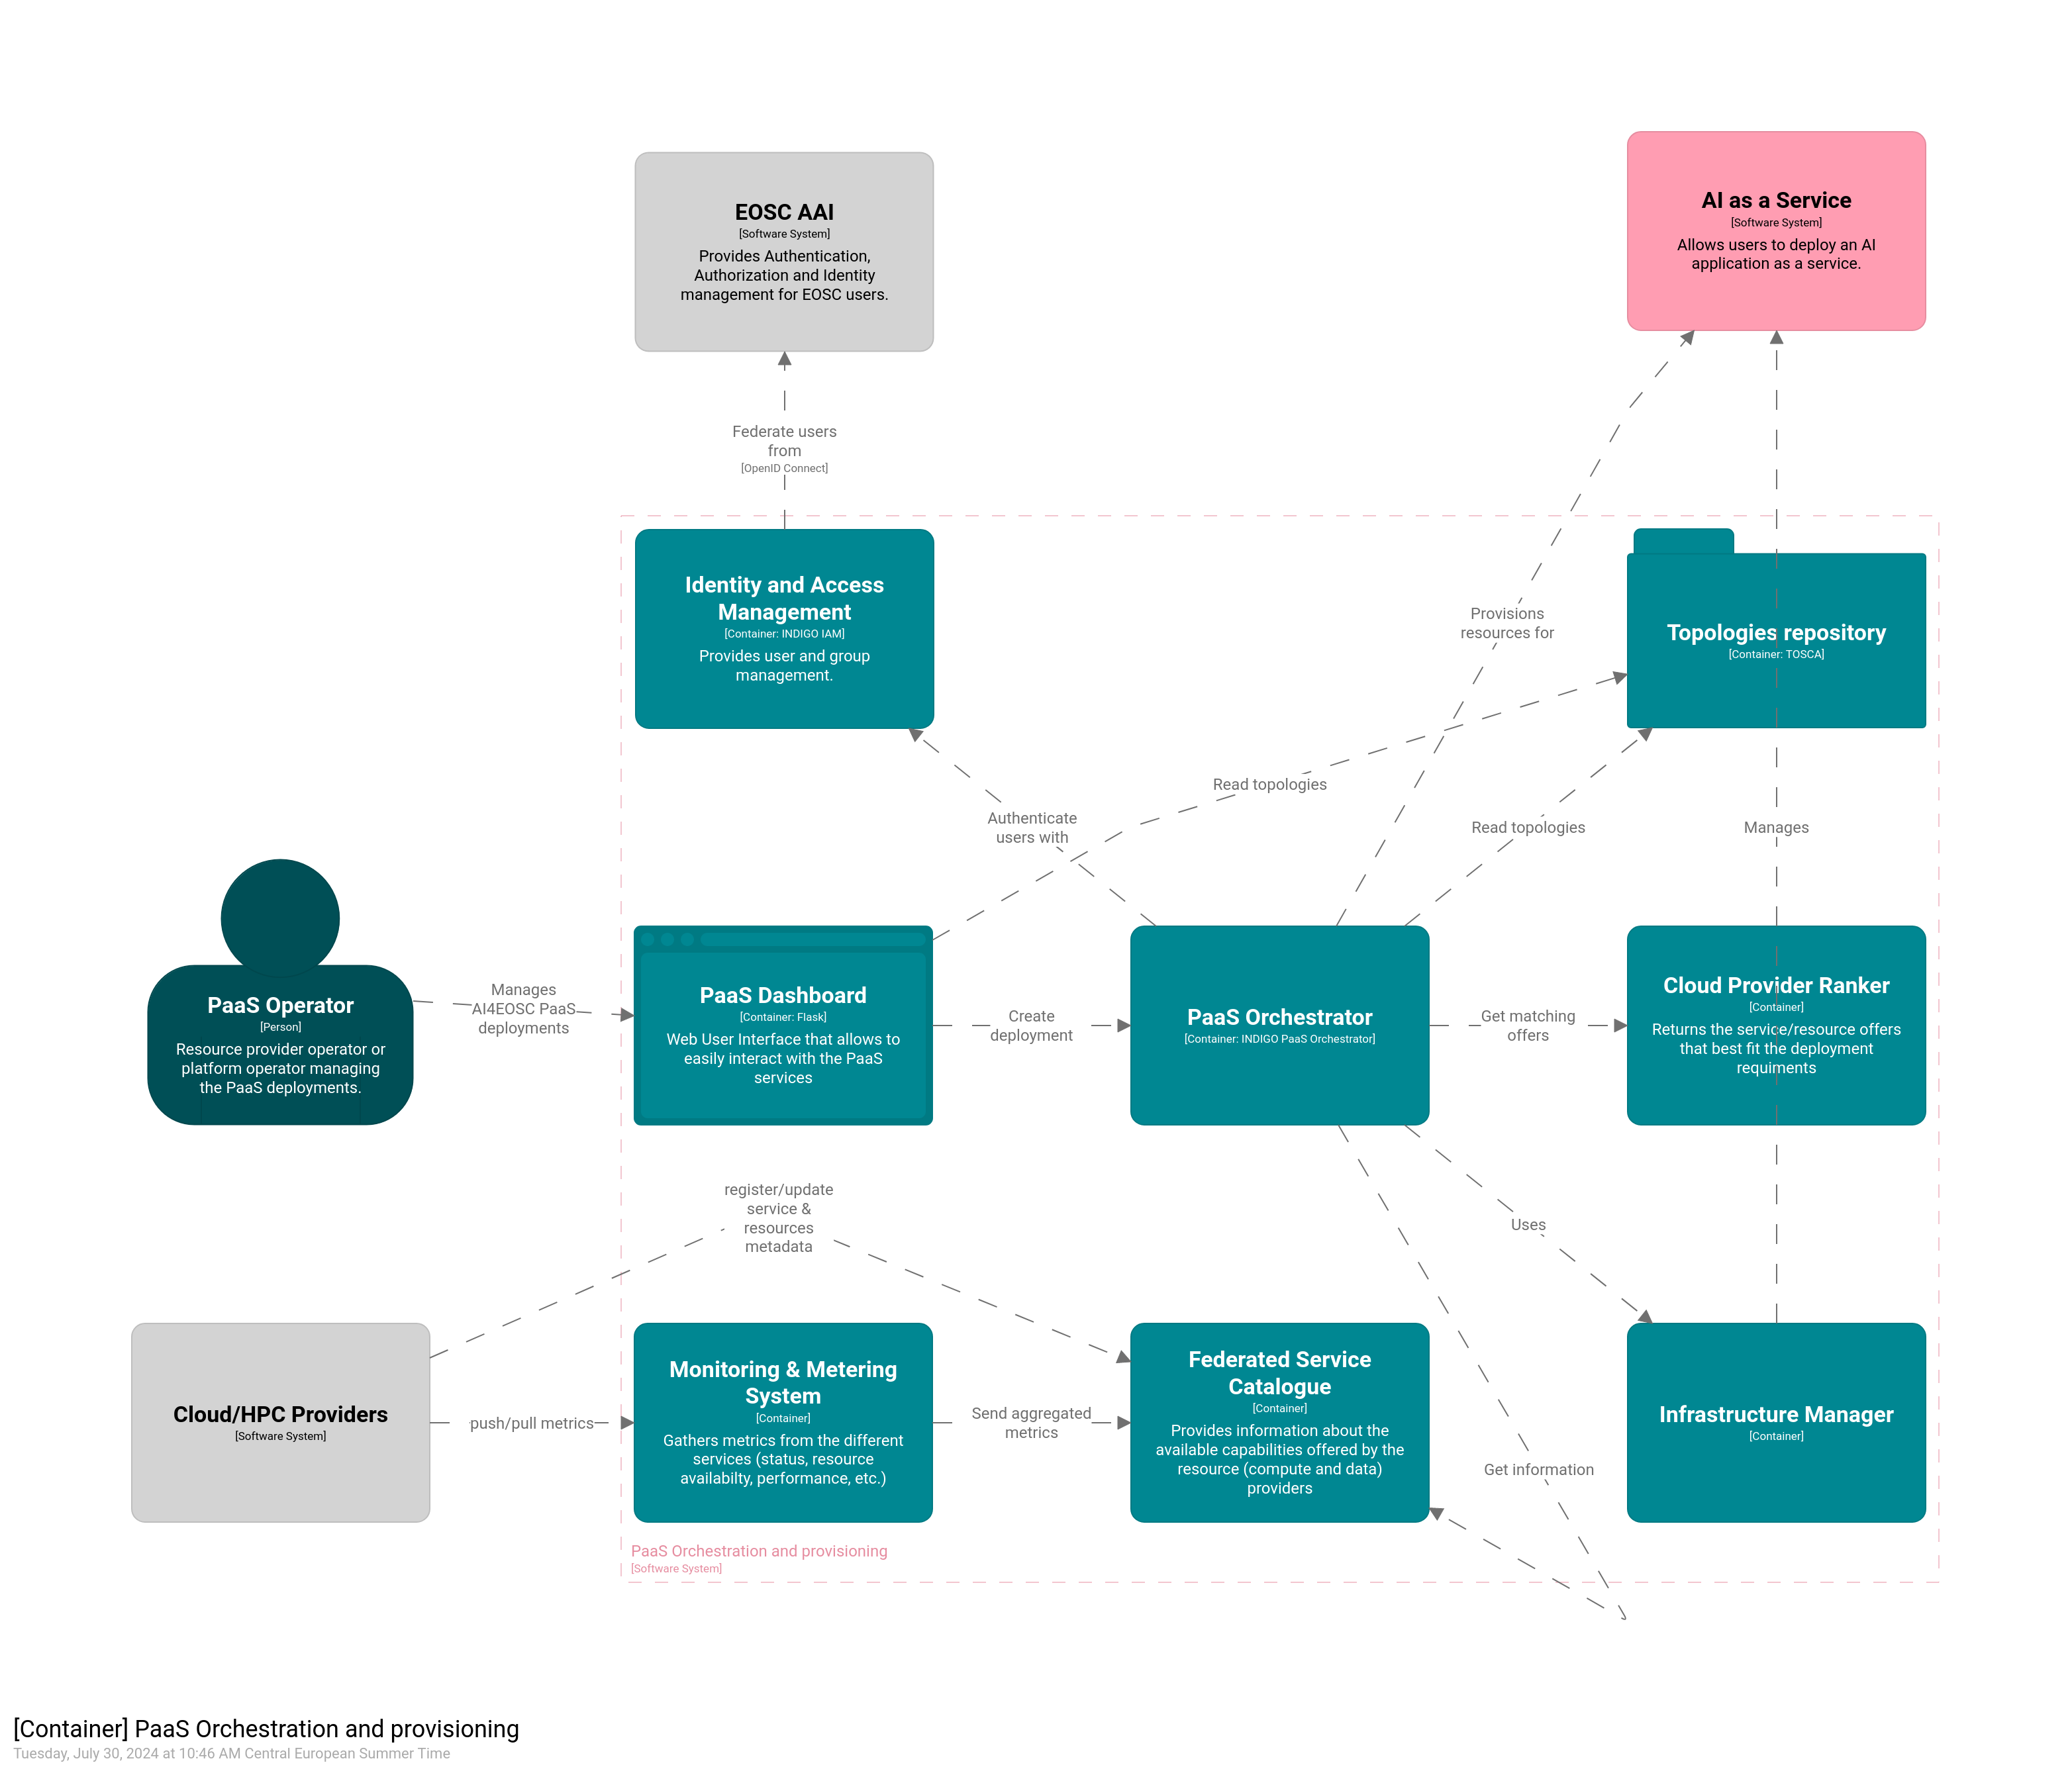 EOSC AAI
[Software System]
Provides Authentication,
Authorization and Identity
management for EOSC users.
AI as a Service
[Software System]
Allows users to deploy an AI
application as a service.
Federate users
from
[OpenID Connect]
Identity and Access
Management
[Container: INDIGO IAM]
Provides user and group
management.
Provisions
resources for
Topologies repository
[Container: TOSCA]
Read topologies
Authenticate
users with
Read topologies
Manages
PaaS Operator
[Person]
Resource provider operator or
platform operator managing
the PaaS deployments.
Manages
AI4EOSC PaaS
deployments
PaaS Dashboard
[Container: Flask]
Web User Interface that allows to
easily interact with the PaaS
services
Create
deployment
PaaS Orchestrator
[Container: INDIGO PaaS Orchestrator]
Get matching
offers
Cloud Provider Ranker
[Container]
Returns the service/resource offers
that best fit the deployment
requiments
register/update
service &
resources
metadata
Uses
Cloud/HPC Providers
[Software System]
push/pull metrics
Monitoring & Metering
System
[Container]
Gathers metrics from the different
services (status, resource
availabilty, performance, etc.)
Send aggregated
metrics
Federated Service
Catalogue
[Container]
Provides information about the
available capabilities offered by the
resource (compute and data)
providers
Get information
Infrastructure Manager
[Container]
PaaS Orchestration and provisioning
[Software System]
[Container] PaaS Orchestration and provisioning
Tuesday, July 30, 2024 at 10:46 AM Central European Summer Time